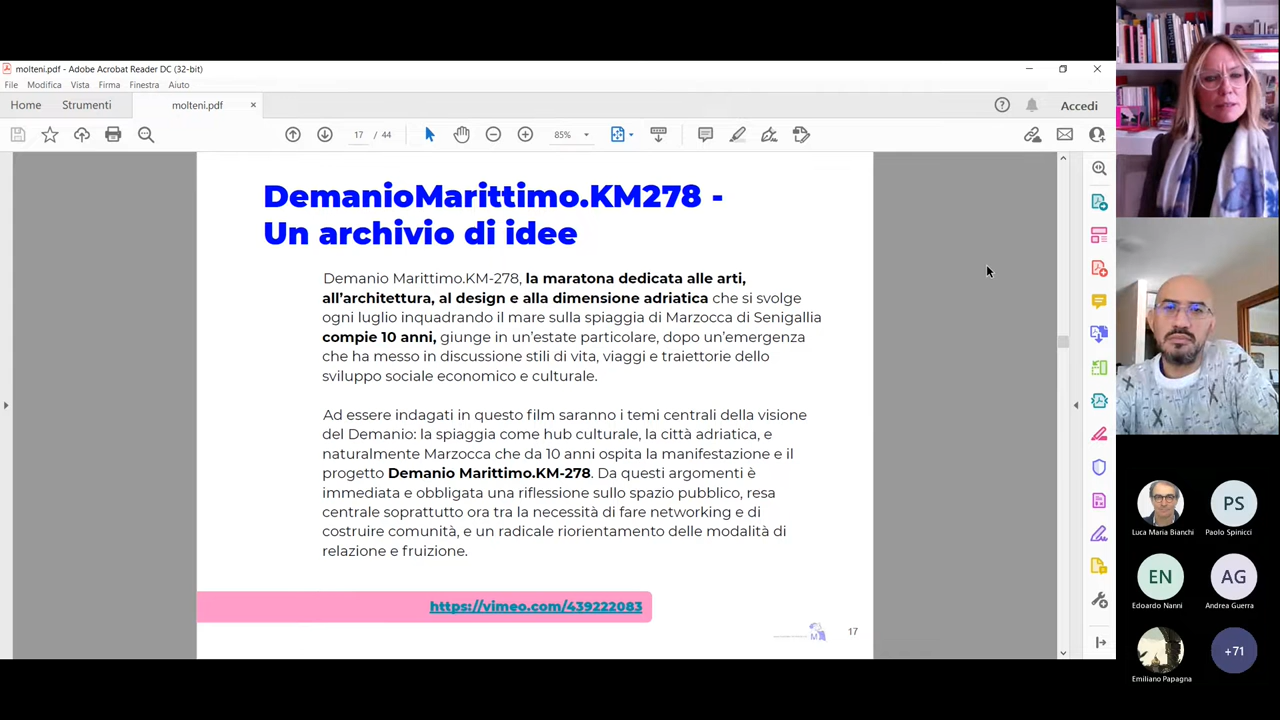 molteni.pdf - Adobe Acrobat Reader DC (32-bit)
File Modifica Vista Firma Finestra Aiuto
Home Strumenti molteni.pdf × Accedi
17 / 44 85%
DemanioMarittimo.KM278 -
Un archivio di idee
Demanio Marittimo.KM-278, la maratona dedicata alle arti,
all’architettura, al design e alla dimensione adriatica che si svolge
ogni luglio inquadrando il mare sulla spiaggia di Marzocca di Senigallia
compie 10 anni, giunge in un’estate particolare, dopo un’emergenza
che ha messo in discussione stili di vita, viaggi e traiettorie dello
sviluppo sociale economico e culturale.
Ad essere indagati in questo film saranno i temi centrali della visione
del Demanio: la spiaggia come hub culturale, la città adriatica, e
naturalmente Marzocca che da 10 anni ospita la manifestazione e il
progetto Demanio Marittimo.KM-278. Da questi argomenti è
immediata e obbligata una riflessione sullo spazio pubblico, resa
centrale soprattutto ora tra la necessità di fare networking e di
costruire comunità, e un radicale riorientamento delle modalità di
relazione e fruizione.
https://vimeo.com/439222083
M
17
PS
Luca Maria Bianchi Paolo Spinicci
EN AG
Edoardo Nanni Andrea Guerra
+71
Emiliano Papagna